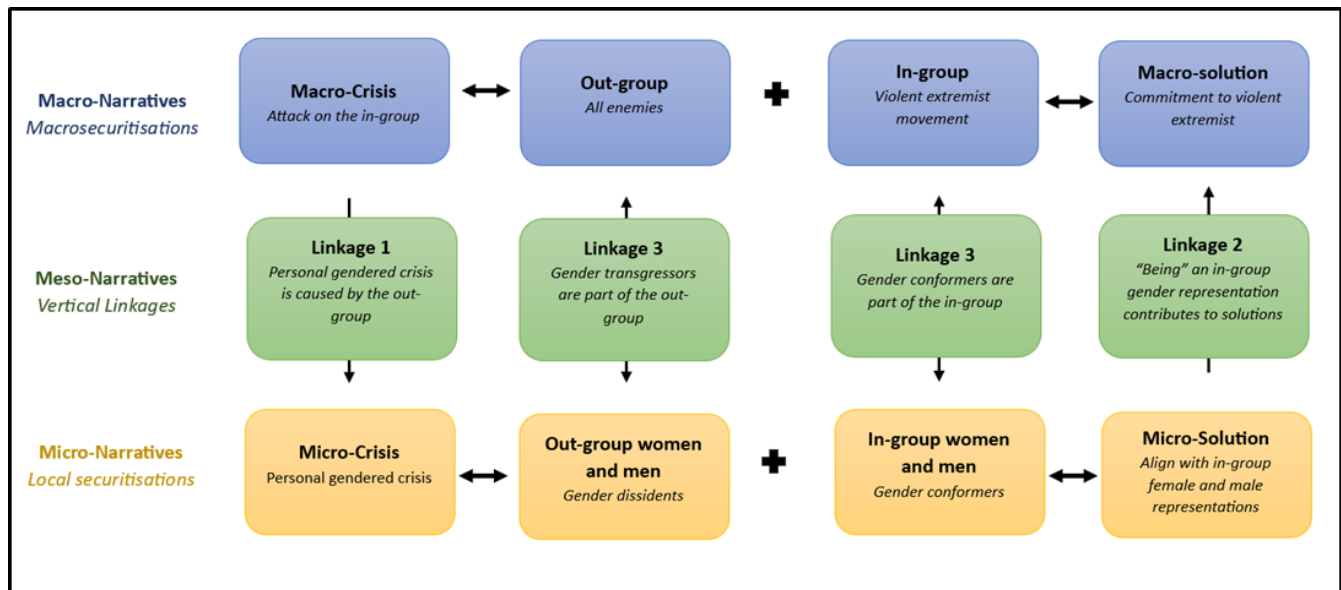 Macro-Narratives
Macrosecuritisations
Macro-Crisis
Attack on the in-group
Out-group
All enemies
In-group
Violent extremist
movement
Macro-solution
Commitment to violent
extremist
Meso-Narratives
Vertical Linkages
Linkage 1
Personal gendered crisis
is caused by the out-
group
Linkage 3
Gender transgressors
are part of the out-
group
Linkage 3
Gender conformers are
part of the in-group
Linkage 2
“Being” an in-group
gender representation
contributes to solutions
Micro-Narratives
Local securitisations
Micro-Crisis
Personal gendered crisis
Out-group women
and men
Gender dissidents
In-group women
and men
Gender conformers
Micro-Solution
Align with in-group
female and male
representations